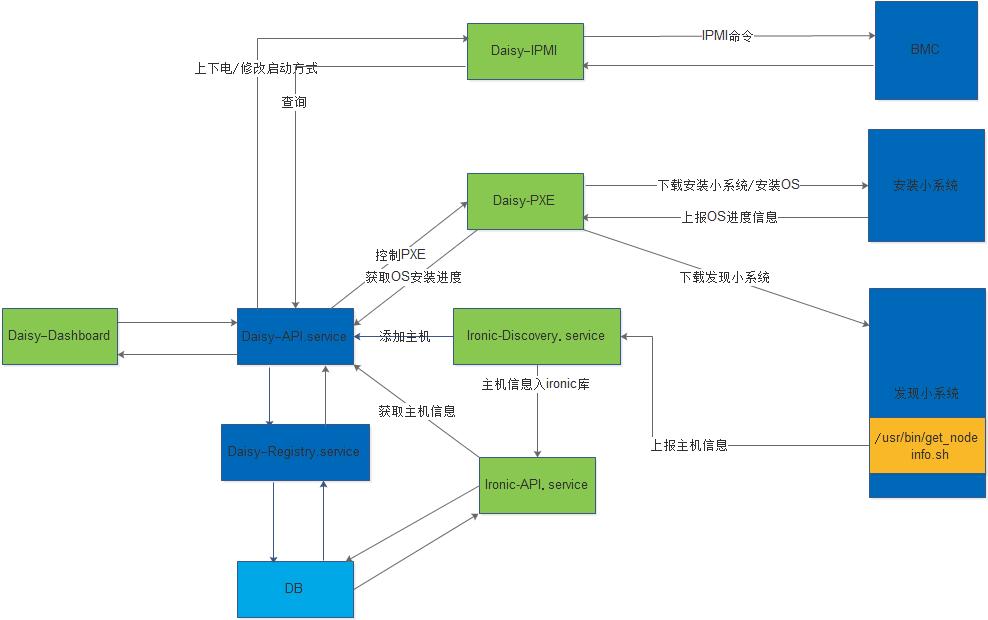 Daisy-IPMI
IPMI命令
BMC
上下电/修改启动方式
查询
Daisy-PXE
下载安装小系统/安装OS
安装小系统
上报OS进度信息
控制PXE
获取OS安装进度
下载发现小系统
Daisy-Dashboard
Daisy-API.service
添加主机
Ironic-Discovery. service
主机信息入ironic库
发现小系统
获取主机信息
/usr/bin/get_node
info.sh
上报主机信息
Daisy-Registry.service
Ironic-API. service
DB